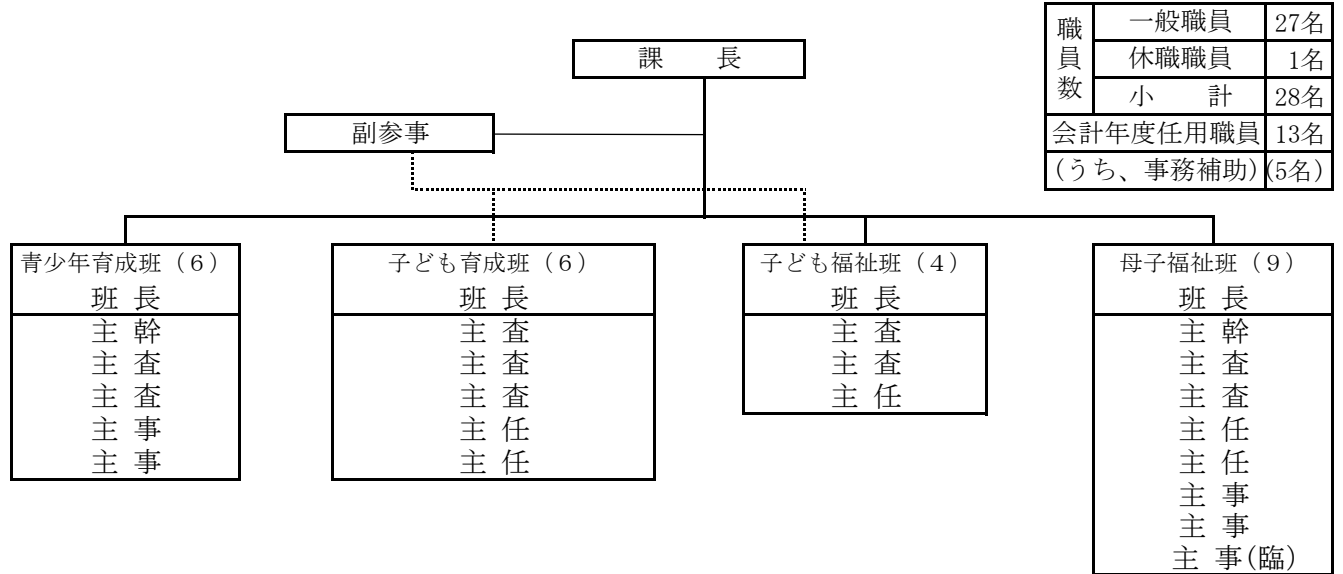 職員数
一般職員 27名
休職職員 1名
小　　計 28名
会計年度任用職員 13名
(うち、事務補助) (5名)
課　　長
副参事
青少年育成班（６）
班 長
主 幹
主 査
主 査
主 事
主 事
子ども育成班（６）
班 長
主 査
主 査
主 査
主 任
主 任
子ども福祉班（４）
班 長
主 査
主 査
主 任
母子福祉班（９）
班 長
主 幹
主 査
主 査
主 任
主 任
主 事
主 事
主 事(臨)